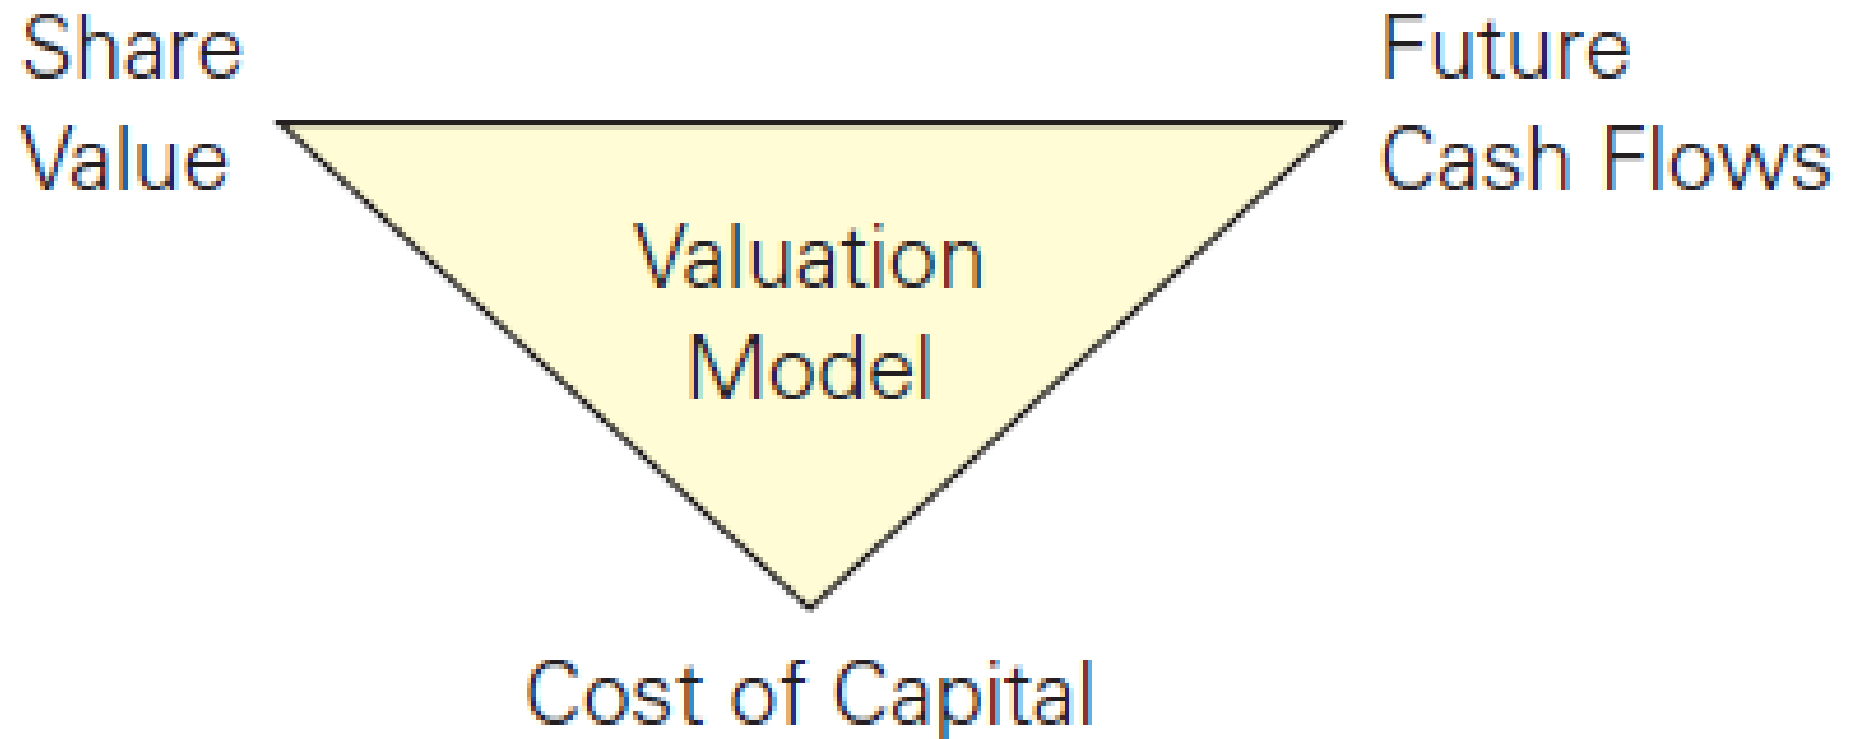 Share
Value
Future
Cash Flows
Valuation
Model
Cost of Capital